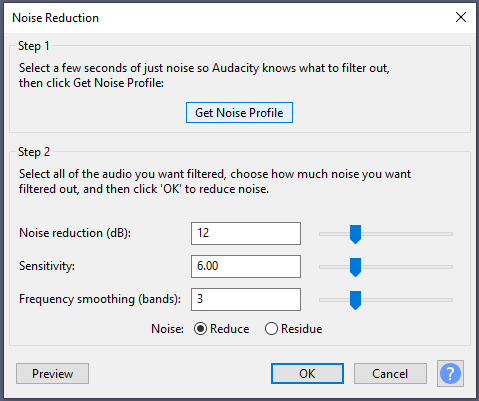 Noise Reduction
Step 1
Select a few seconds of just noise so Audacity knows what to filter out,
then click Get Noise Profile:
Get Noise Profile
Step 2
Select all of the audio you want filtered, choose how much noise you want
filtered out, and then click 'OK' to reduce noise.
Noise reduction (dB): 12
Sensitivity: 6.00
Frequency smoothing (bands): 3
Noise: Reduce Residue
Preview OK Cancel ?